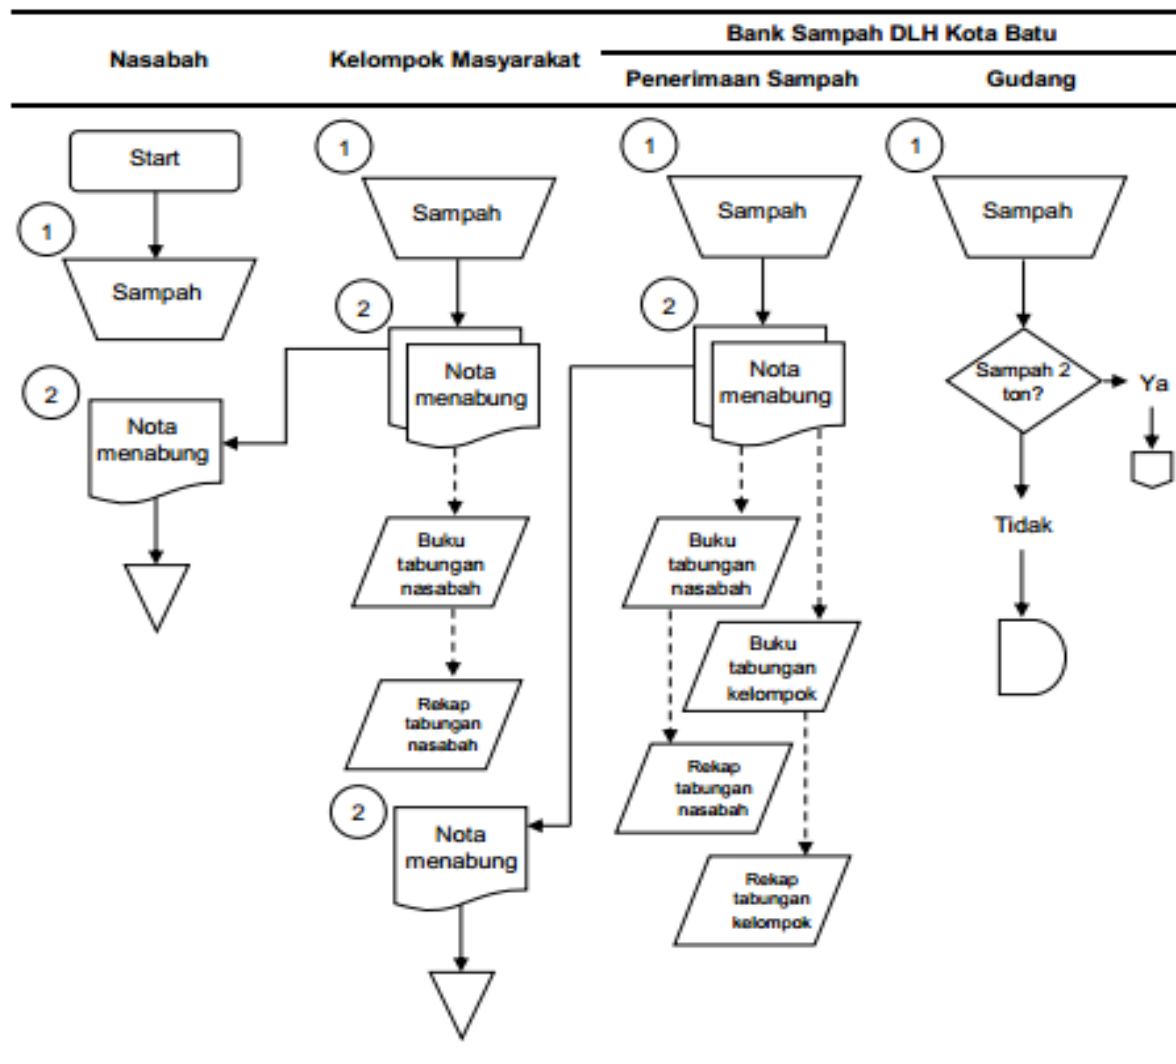 Bank Sampah DLH Kota Batu
Nasabah
Kelompok Masyarakat
Penerimaan Sampah
Gudang
Start
1
Sampah
2
Nota
menabung
1
Sampah
2
Nota
menabung
Buku
tabungan
nasabah
Rekap
tabungan
nasabah
2
Nota
menabung
1
Sampah
2
Nota
menabung
Buku
tabungan
nasabah
Buku
tabungan
kelompok
Rekap
tabungan
nasabah
Rekap
tabungan
kelompok
1
Sampah
Sampah 2
ton?
Ya
Tidak